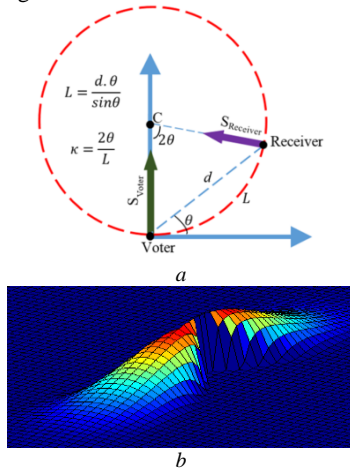 L = d.θ / sinθ
κ = 2θ / L
C
2θ
S_Receiver
Receiver
S_Voter
d
L
θ
Voter
a
b